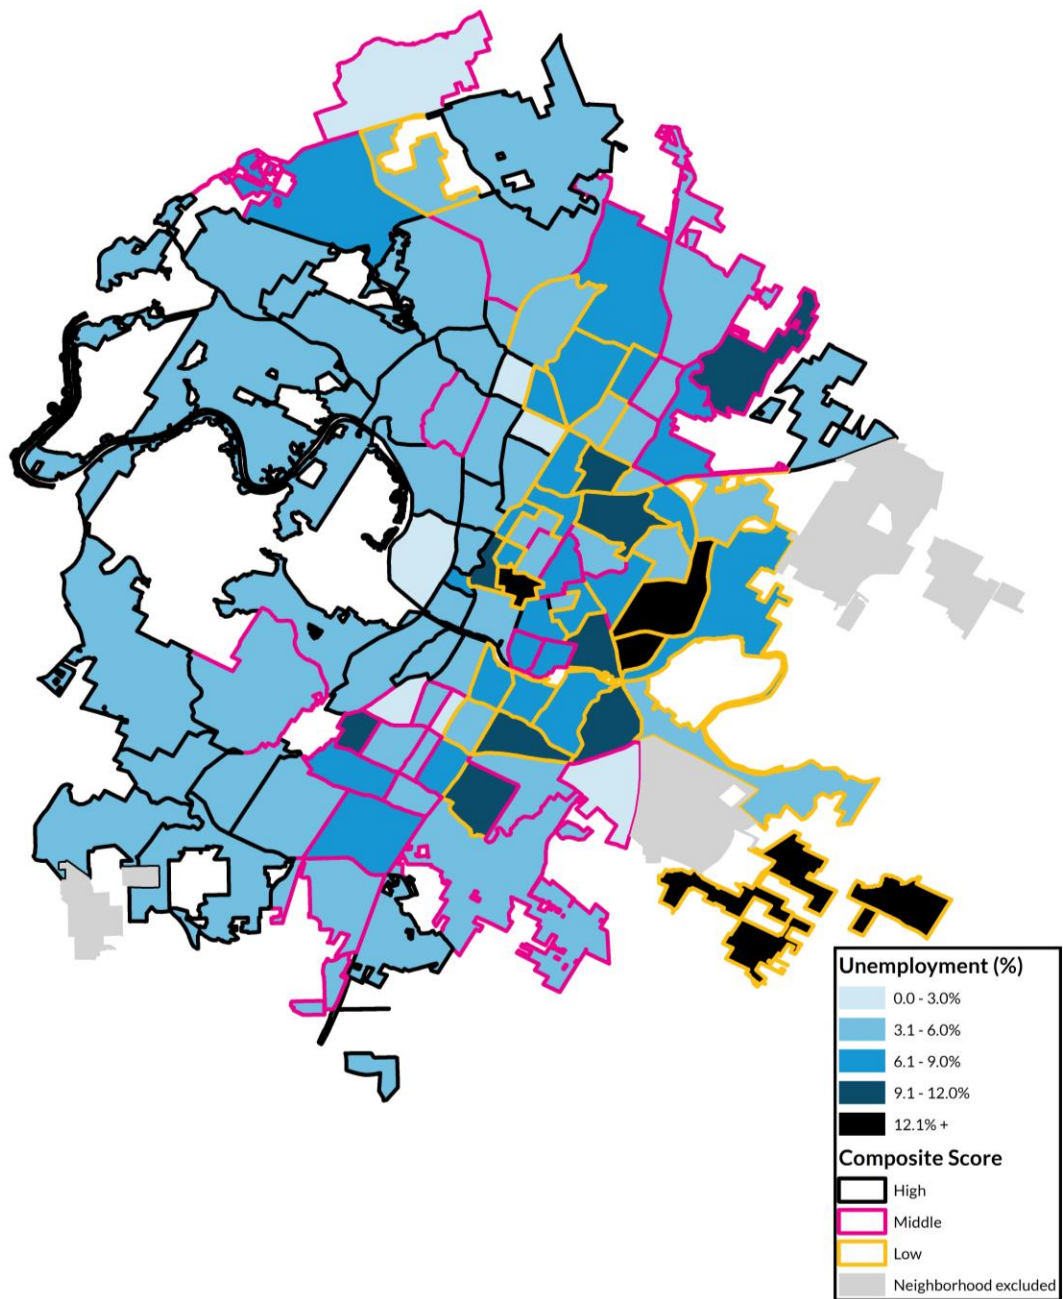 Unemployment (%)
0.0 - 3.0%
3.1 - 6.0%
6.1 - 9.0%
9.1 - 12.0%
12.1% +
Composite Score
High
Middle
Low
Neighborhood excluded